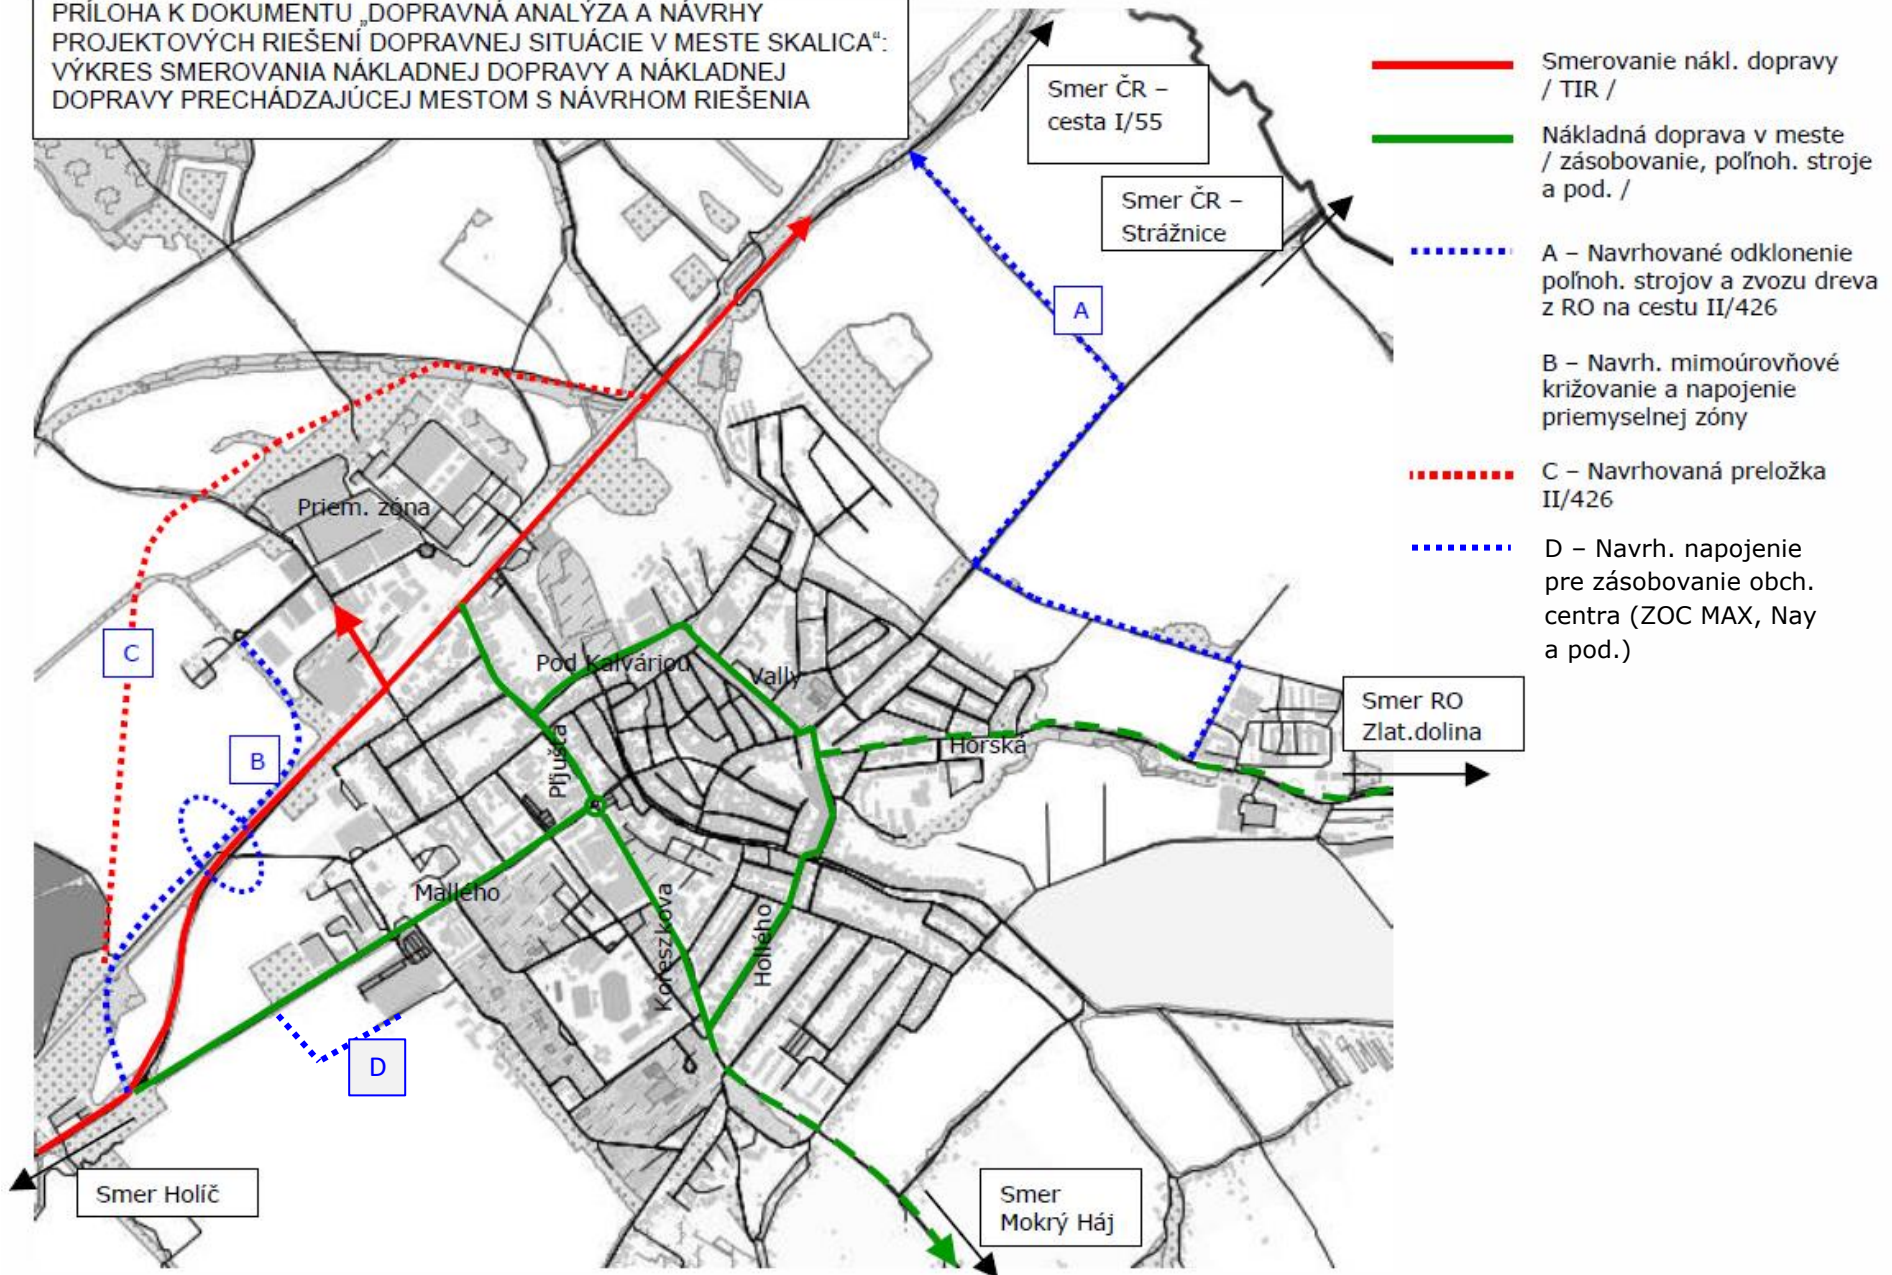 PRÍLOHA K DOKUMENTU „DOPRAVNÁ ANALÝZA A NÁVRHY
PROJEKTOVÝCH RIEŠENÍ DOPRAVNEJ SITUÁCIE V MESTE SKALICA“:
VÝKRES SMEROVANIA NÁKLADNEJ DOPRAVY A NÁKLADNEJ
DOPRAVY PRECHÁDZAJÚCEJ MESTOM S NÁVRHOM RIEŠENIA
Smer ČR –
cesta I/55
Smer ČR –
Strážnice
A
Priem. zóna
C
B
Pod Kalváriou
Vally
Pľjušťa
Horská
Mallého
Koreszkova
Hollého
D
Smer RO
Zlat.dolina
Smer Holíč
Smer
Mokrý Háj
Smerovanie nákl. dopravy
/ TIR /
Nákladná doprava v meste
/ zásobovanie, poľnoh. stroje
a pod. /
A – Navrhované odklonenie
poľnoh. strojov a zvozu dreva
z RO na cestu II/426
B – Navrh. mimoúrovňové
križovanie a napojenie
priemyselnej zóny
C – Navrhovaná preložka
II/426
D – Navrh. napojenie
pre zásobovanie obch.
centra (ZOC MAX, Nay
a pod.)